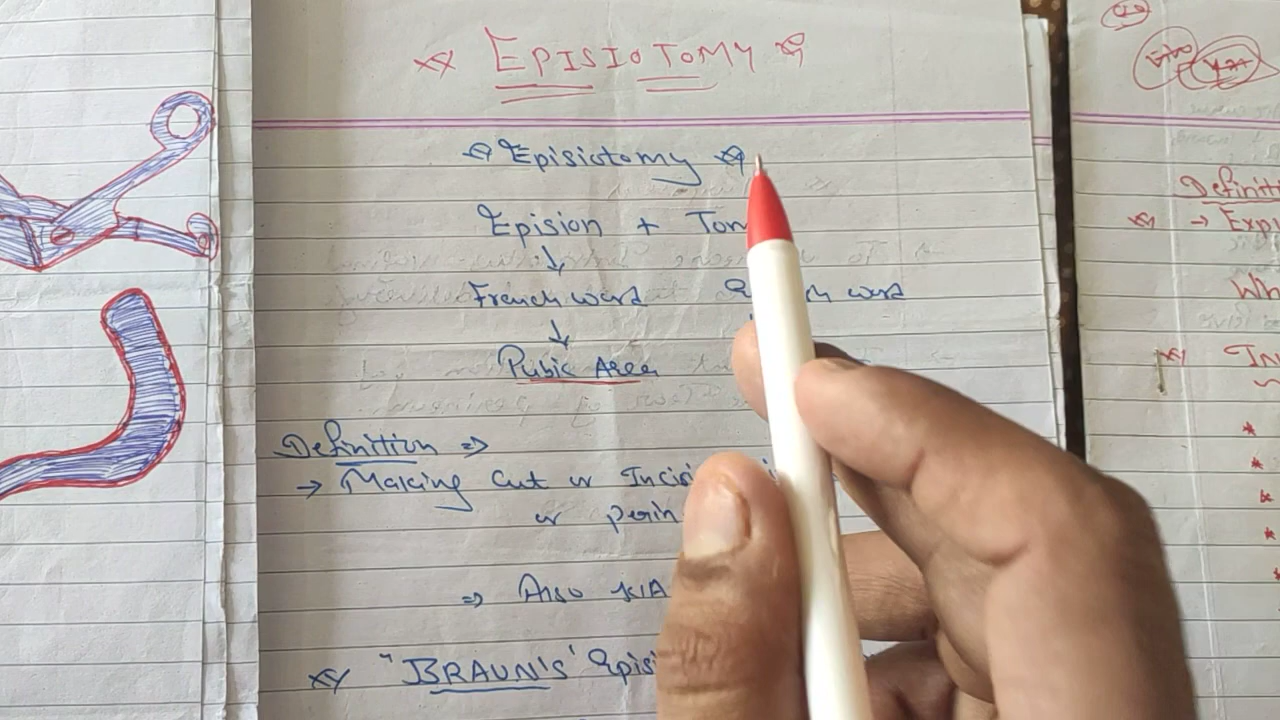 EPISIOTOMY
Episiotomy
Epision + Tom
↓
French word word
↓
Pubic Area
Definition ⇒
→ Making Cut or Incisi
or perin
⇒ Also K/A
"BRAUN's" Episi
Definiti
→ Exp
Wh
In